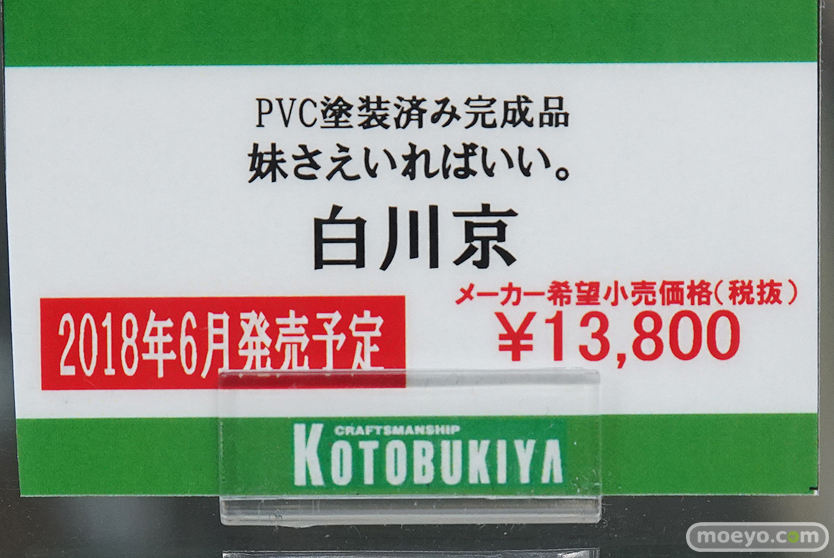 PVC塗装済み完成品
妹さえいればいい。
白川京
メーカー希望小売価格(税抜)
2018年6月発売予定
¥13,800
CRAFTSMANSHIP
KOTOBUKIYA
moeyo.com